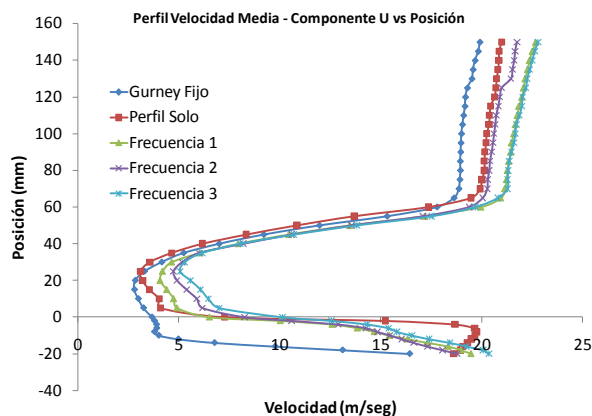 Perfil Velocidad Media - Componente U vs Posición
160
140
120
100
80
60
40
20
0
-20
-40
Posición (mm)
Gurney Fijo
Perfil Solo
Frecuencia 1
Frecuencia 2
Frecuencia 3
0 5 10 15 20 25
Velocidad (m/seg)